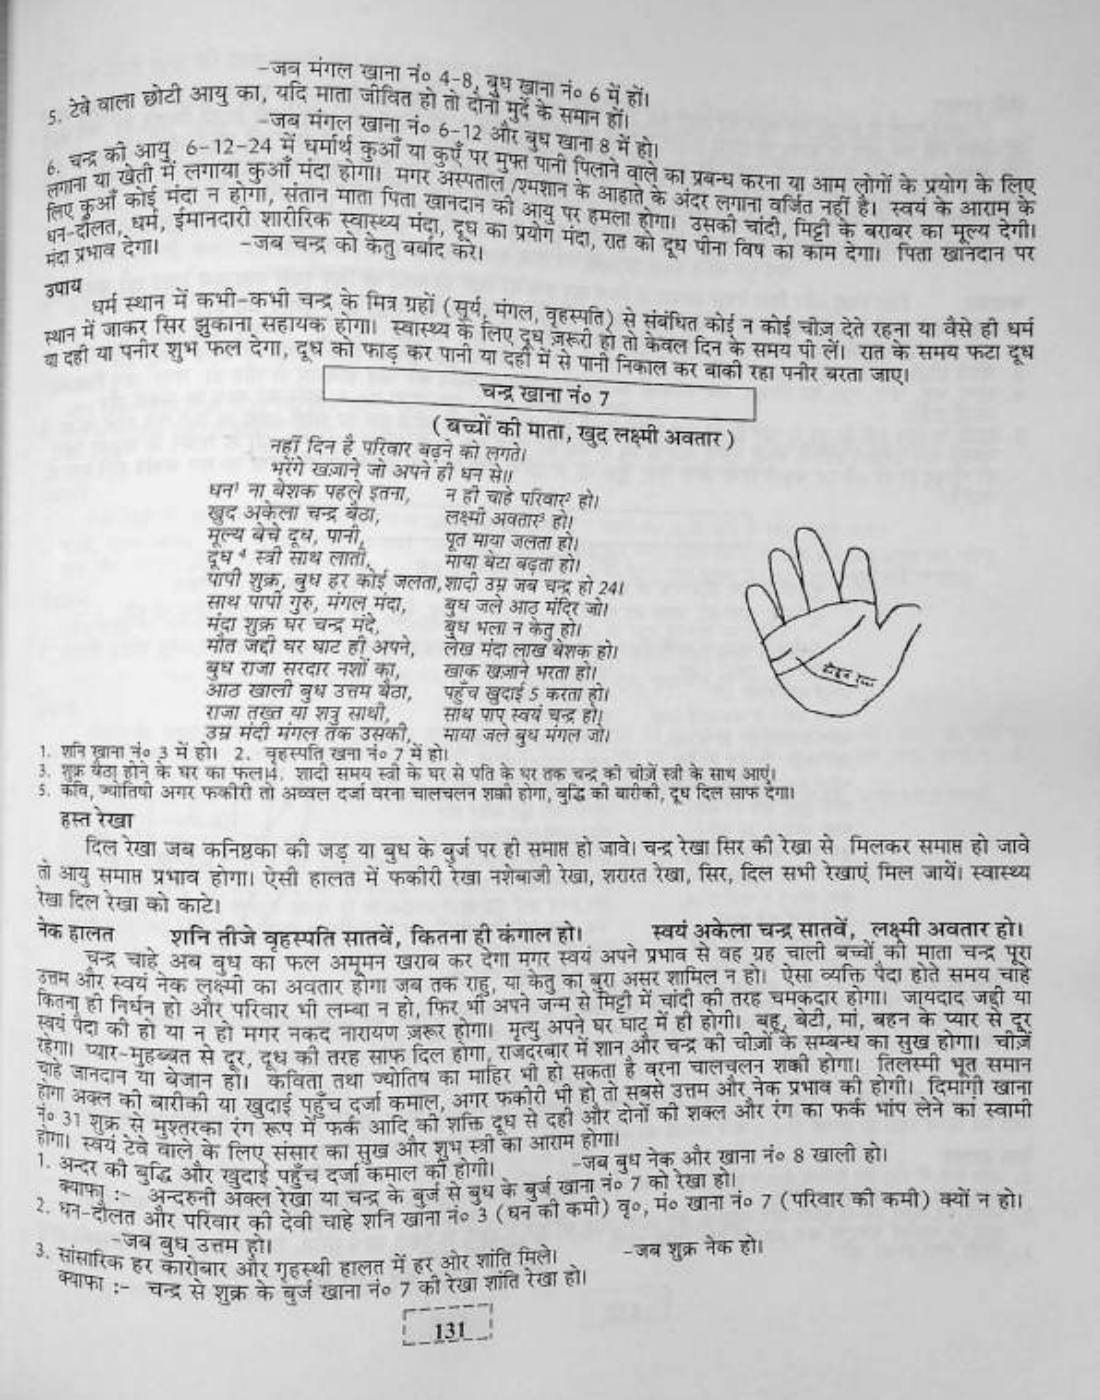 -जब मंगल खाना नं० 4-8, बुध खाना नं० 6 में हों।
5. टेवे वाला छोटी आयु का, यदि माता जीवित हो तो दोनों मुर्दे के समान हों।
-जब मंगल खाना नं० 6-12 और बुध खाना 8 में हो।
6. चन्द्र की आयु 6-12-24 में धर्मार्थ कुआँ या कुएँ पर मुफ्त पानी पिलाने वाले का प्रबन्ध करना या आम लोगों के प्रयोग के लिए
लगाना या खेती में लगाया कुआँ मंदा होगा। मगर अस्पताल/श्मशान के आहाते के अंदर लगाना वर्जित नहीं है। स्वयं के आराम के
लिए कुआँ कोई मंदा न होगा, संतान माता पिता खानदान की आयु पर हमला होगा। उसकी चांदी, मिट्टी के बराबर का मूल्य देगी।
धन-दौलत, धर्म, ईमानदारी शारीरिक स्वास्थ्य मंदा, दूध का प्रयोग मंदा, रात को दूध पीना विष का काम देगा। पिता खानदान पर
मंदा प्रभाव देगा। -जब चन्द्र को केतु बर्बाद करे।
उपाय
धर्म स्थान में कभी-कभी चन्द्र के मित्र ग्रहों (सूर्य, मंगल, वृहस्पति) से संबंधित कोई न कोई चीज़ देते रहना या वैसे ही धर्म
स्थान में जाकर सिर झुकाना सहायक होगा। स्वास्थ्य के लिए दूध ज़रूरी हो तो केवल दिन के समय पी लें। रात के समय फटा दूध
या दही या पनीर शुभ फल देगा, दूध को फाड़ कर पानी या दही में से पानी निकाल कर बाकी रहा पनीर बरता जाए।
चन्द्र खाना नं० 7
(बच्चों की माता, खुद लक्ष्मी अवतार)
नहीं दिन है परिवार बढ़ने को लगते।
भरेंगे खज़ाने जो अपने ही धन से॥
धन¹ ना बेशक पहले इतना, न ही चाहे परिवार² हो।
खुद अकेला चन्द्र बैठा, लक्ष्मी अवतार³ हो।
मूल्य बेचे दूध, पानी, पूत माया जलता हो।
दूध ⁴ स्त्री साथ लाती, माया बेटा बढ़ता हो।
पापी शुक्र, बुध हर कोई जलता, शादी उम्र जब चन्द्र हो 24।
साथ पापी गुरु, मंगल मंदा, बुध जले आठ मंदिर जो।
मंदा शुक्र घर चन्द्र मंदे, बुध भला न केतु हो।
मौत जद्दी घर घाट ही अपने, लेख मंदा लाख बेशक हो।
बुध राजा सरदार नशों का, खाक खज़ाने भरता हो।
आठ खाली बुध उत्तम बैठा, पहुँच खुदाई 5 करता हो।
राजा तख्त या शत्रु साथी, साथ पाप स्वयं चन्द्र हो।
उम्र मंदी मंगल तक उसकी, माया जले बुध मंगल जो।
1. शनि खाना नं० 3 में हो। 2. वृहस्पति खना नं० 7 में हो।
3. शुक्र बैठा होने के घर का फल।4. शादी समय स्त्री के घर से पति के घर तक चन्द्र की चीज़ें स्त्री के साथ आएं।
5. कवि, ज्योतिषी अगर फकीरी तो अव्वल दर्जा वरना चालचलन शक्की होगा, बुद्धि की बारीकी, दूध दिल साफ देगा।
हस्त रेखा
दिल रेखा जब कनिष्ठका की जड़ या बुध के बुर्ज पर ही समाप्त हो जावे। चन्द्र रेखा सिर की रेखा से मिलकर समाप्त हो जावे
तो आयु समाप्त प्रभाव होगा। ऐसी हालत में फकीरी रेखा नशेबाजी रेखा, शरारत रेखा, सिर, दिल सभी रेखाएं मिल जायें। स्वास्थ्य
रेखा दिल रेखा को काटे।
नेक हालत शनि तीजे वृहस्पति सातवें, कितना ही कंगाल हो। स्वयं अकेला चन्द्र सातवें, लक्ष्मी अवतार हो।
चन्द्र चाहे अब बुध का फल अमूमन खराब कर देगा मगर स्वयं अपने प्रभाव से वह ग्रह चाली बच्चों की माता चन्द्र पूरा
उत्तम और स्वयं नेक लक्ष्मी का अवतार होगा जब तक राहु, या केतु का बुरा असर शामिल न हो। ऐसा व्यक्ति पैदा होते समय चाहे
कितना ही निर्धन हो और परिवार भी लम्बा न हो, फिर भी अपने जन्म से मिट्टी में चांदी की तरह चमकदार होगा। जायदाद जद्दी या
स्वयं पैदा की हो या न हो मगर नकद नारायण ज़रूर होगा। मृत्यु अपने घर घाट में ही होगी। बहू, बेटी, मां, बहन के प्यार से दूर
रहेगा। प्यार-मुहब्बत से दूर, दूध की तरह साफ दिल होगा, राजदरबार में शान और चन्द्र की चीज़ों के सम्बन्ध का सुख होगा। चीज़ें
चाहे जानदान या बेजान हों। कविता तथा ज्योतिष का माहिर भी हो सकता है वरना चालचलन शक्की होगा। तिलस्मी भूत समान
होगा अक्ल की बारीकी या खुदाई पहुँच दर्जा कमाल, अगर फकीरी भी हो तो सबसे उत्तम और नेक प्रभाव की होगी। दिमागी खाना
नं० 31 शुक्र से मुश्तरका रंग रूप में फर्क आदि की शक्ति दूध से दही और दोनों की शक्ल और रंग का फर्क भांप लेने का स्वामी
होगा। स्वयं टेवे वाले के लिए संसार का सुख और शुभ स्त्री का आराम होगा।
1. अन्दर की बुद्धि और खुदाई पहुँच दर्जा कमाल की होगी। -जब बुध नेक और खाना नं० 8 खाली हो।
क्याफा :- अन्दरुनी अक्ल रेखा या चन्द्र के बुर्ज से बुध के बुर्ज खाना नं० 7 को रेखा हो।
2. धन-दौलत और परिवार की देवी चाहे शनि खाना नं० 3 (धन की कमी) वृ०, मं० खाना नं० 7 (परिवार की कमी) क्यों न हो।
-जब बुध उत्तम हो।
3. सांसारिक हर कारोबार और गृहस्थी हालत में हर ओर शांति मिले। -जब शुक्र नेक हो।
क्याफा :- चन्द्र से शुक्र के बुर्ज खाना नं० 7 की रेखा शांति रेखा हो।
131